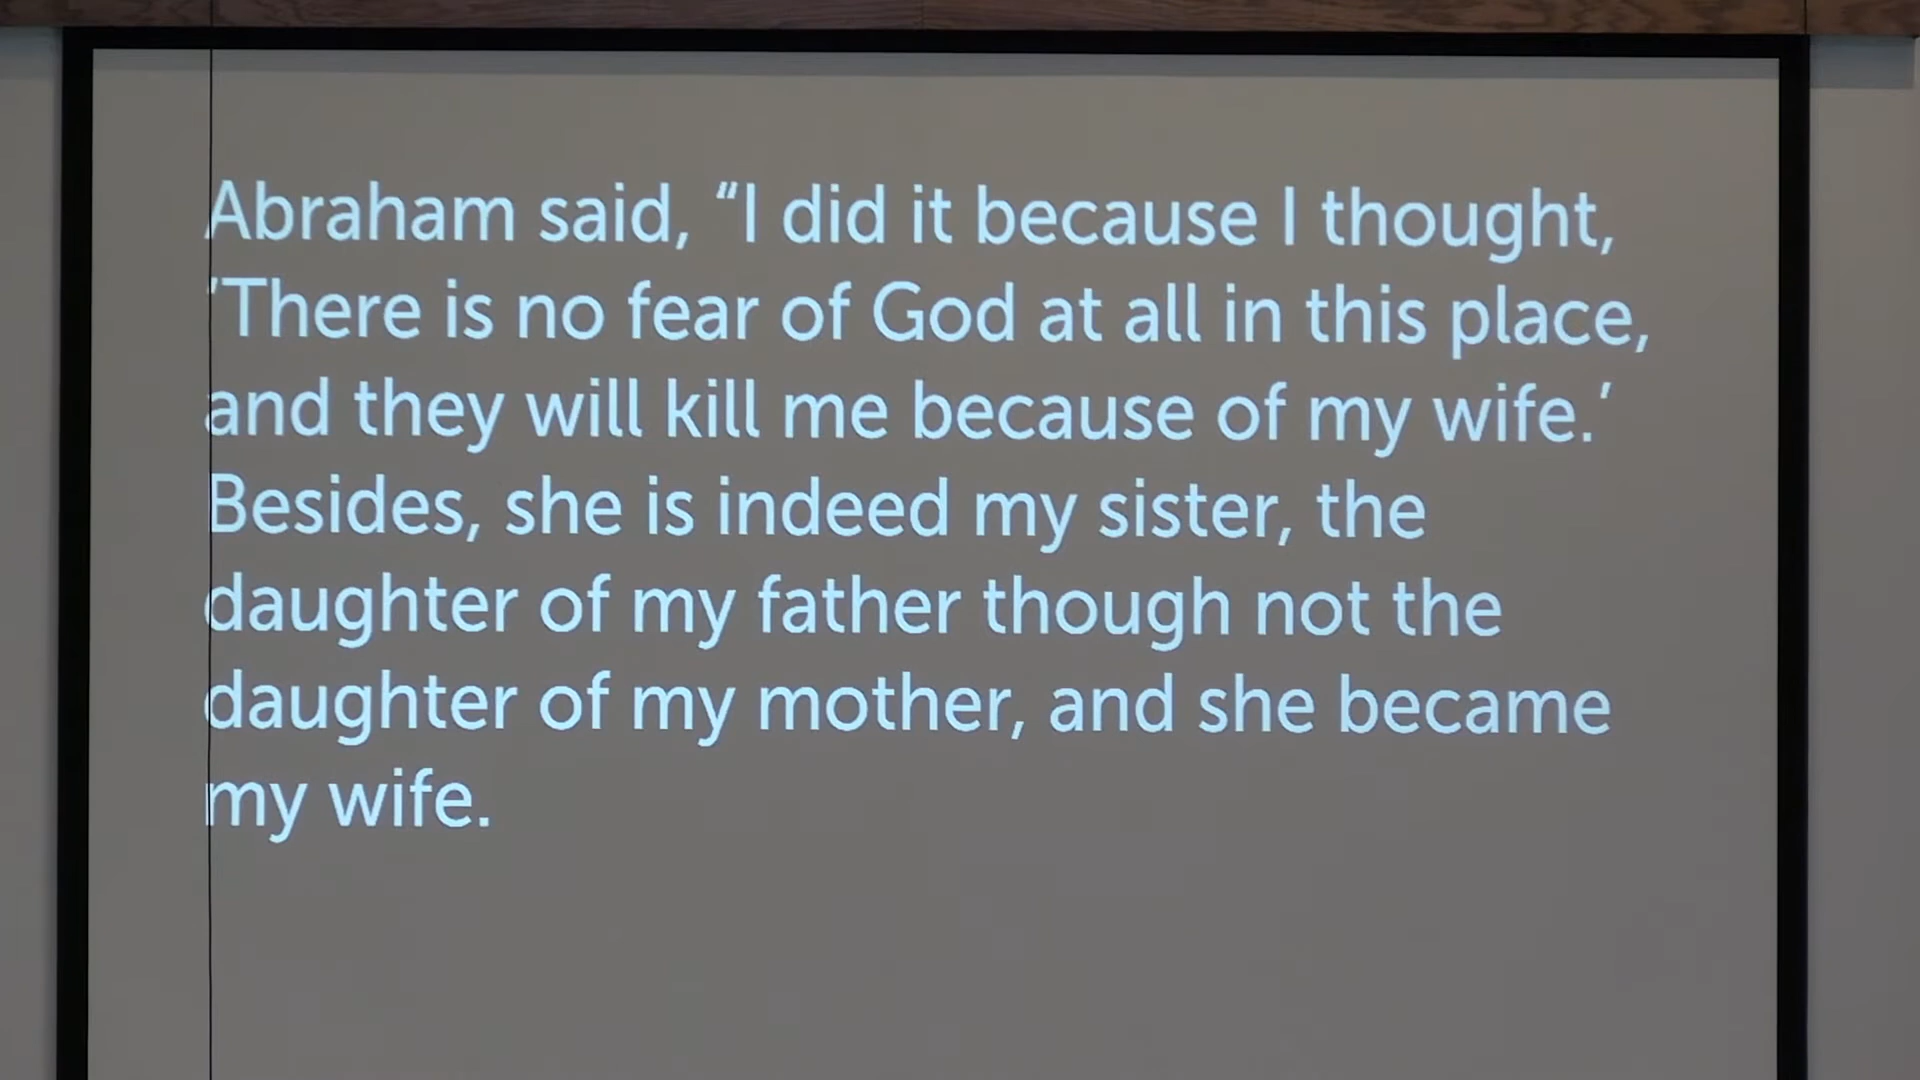 Abraham said, “I did it because I thought,
‘There is no fear of God at all in this place,
and they will kill me because of my wife.’
Besides, she is indeed my sister, the
daughter of my father though not the
daughter of my mother, and she became
my wife.